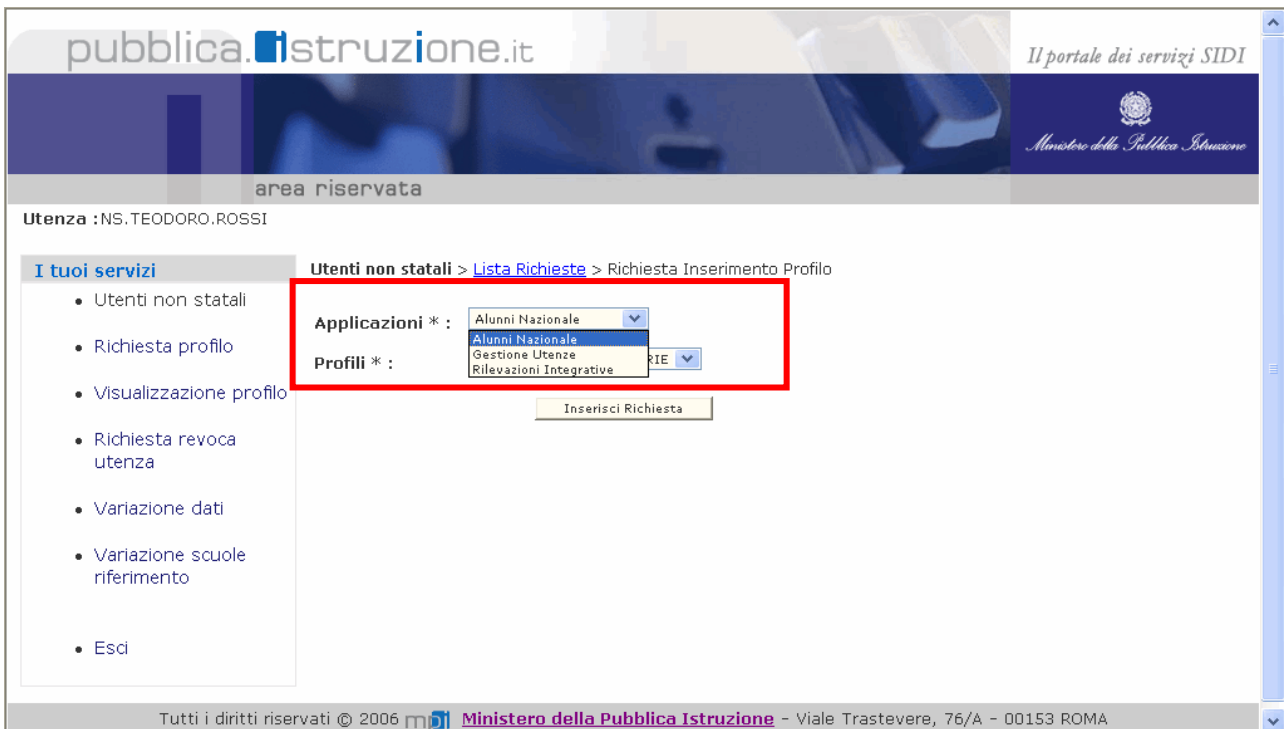 pubblica.istruzione.it
Il portale dei servizi SIDI
Ministero della Pubblica Istruzione
area riservata
Utenza :NS.TEODORO.ROSSI
I tuoi servizi
• Utenti non statali
• Richiesta profilo
• Visualizzazione profilo
• Richiesta revoca
utenza
• Variazione dati
• Variazione scuole
riferimento
• Esci
Utenti non statali > Lista Richieste > Richiesta Inserimento Profilo
Applicazioni * : Alunni Nazionale
Alunni Nazionale
Gestione Utenze
Rilevazioni Integrative
Profili * : RIE
Inserisci Richiesta
Tutti i diritti riservati © 2006 mpi Ministero della Pubblica Istruzione - Viale Trastevere, 76/A - 00153 ROMA